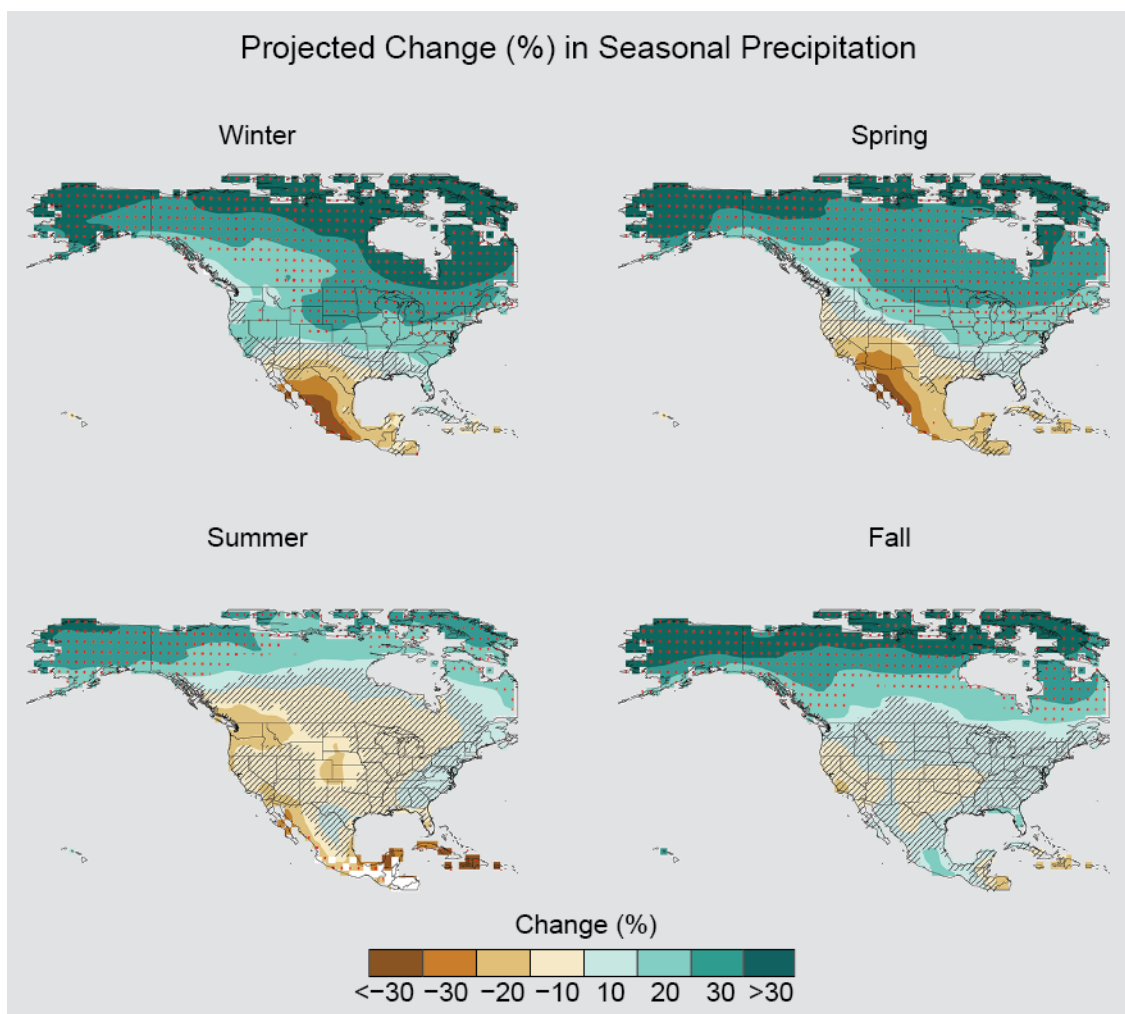 Projected Change (%) in Seasonal Precipitation
Winter
Spring
Summer
Fall
Change (%)
<−30 −30 −20 −10 10 20 30 >30